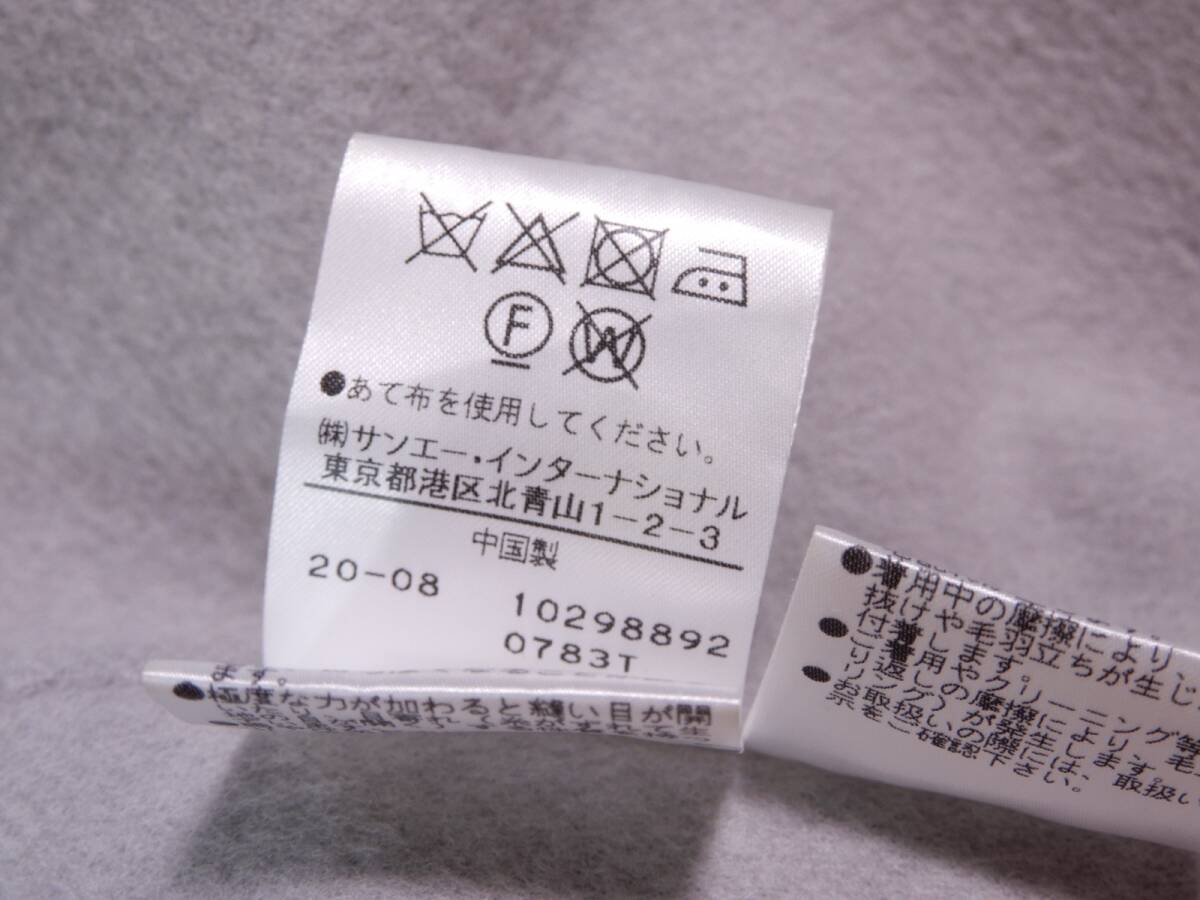 F W
●あて布を使用してください。
㈱サンエー・インターナショナル
東京都港区北青山1-2-3
中国製
20-08
10298892
0783T
ます。
●極度な力が加わると縫い目が開
●着用中の摩擦により、
抜けや毛羽立ちが生じ
付着します。
●ご着用やクリーニング等
り返しの摩擦により、毛
リング)が発生します。
●お取扱いの際には、取扱い
示をご確認下さい。